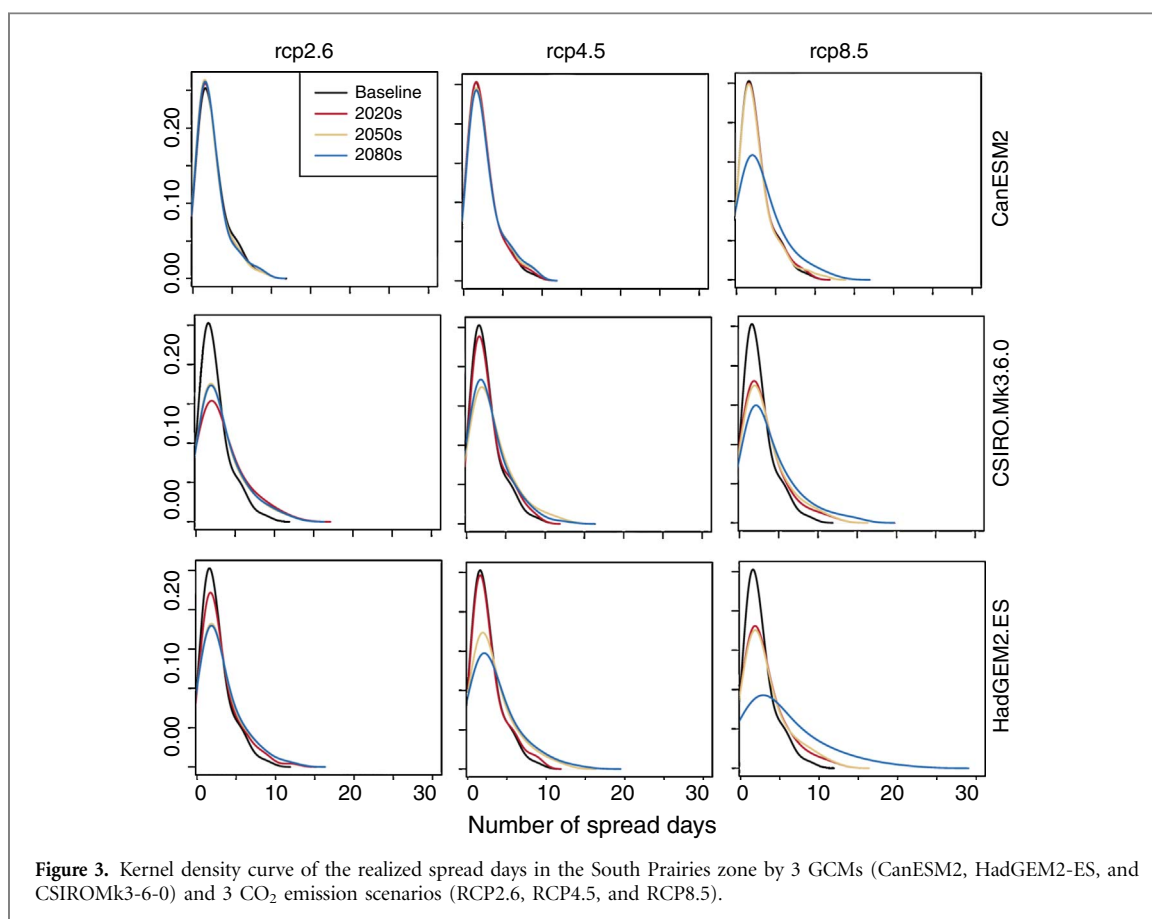 rcp2.6 rcp4.5 rcp8.5
Baseline
2020s
2050s
2080s
0.20
0.10
0.00
CanESM2
0.20
0.10
0.00
CSIRO.Mk3.6.0
0.20
0.10
0.00
HadGEM2.ES
0 10 20 30 0 10 20 30 0 10 20 30
Number of spread days
Figure 3. Kernel density curve of the realized spread days in the South Prairies zone by 3 GCMs (CanESM2, HadGEM2-ES, and
CSIROMk3-6-0) and 3 CO₂ emission scenarios (RCP2.6, RCP4.5, and RCP8.5).